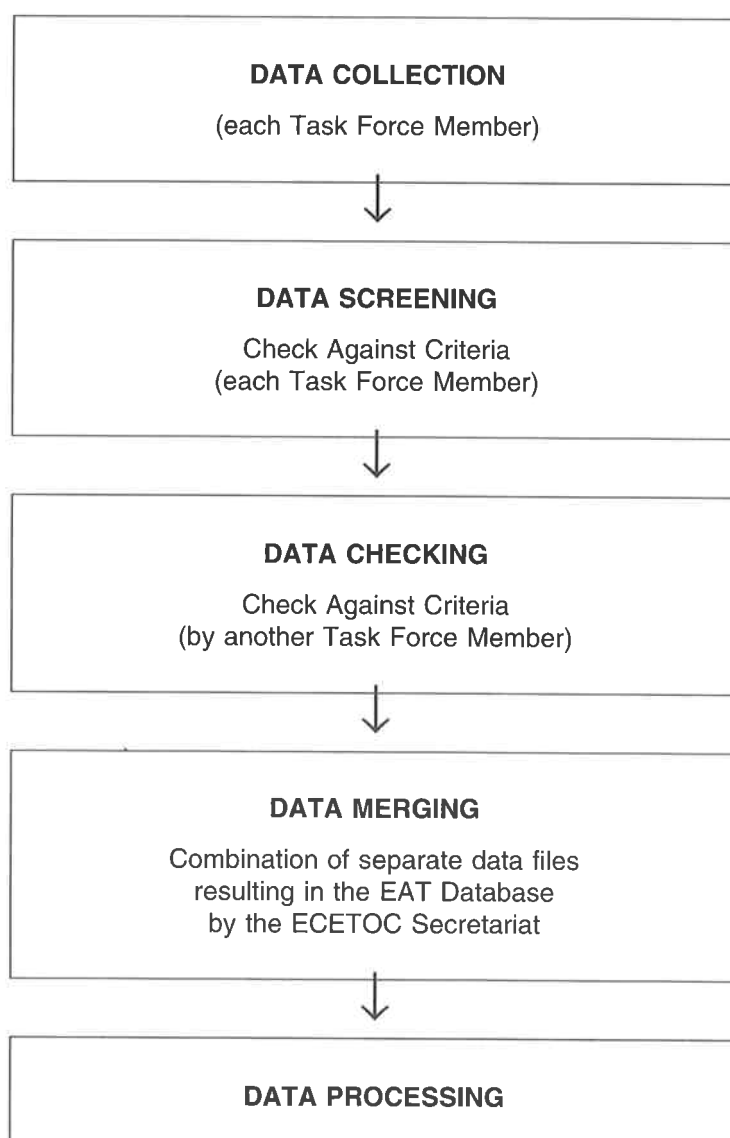 DATA COLLECTION
(each Task Force Member)
DATA SCREENING
Check Against Criteria
(each Task Force Member)
DATA CHECKING
Check Against Criteria
(by another Task Force Member)
DATA MERGING
Combination of separate data files
resulting in the EAT Database
by the ECETOC Secretariat
DATA PROCESSING